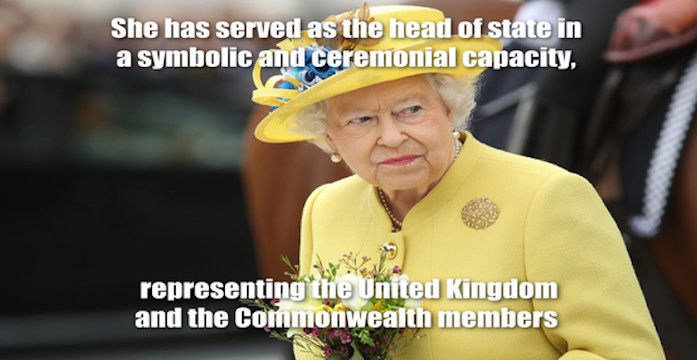 She has served as the head of state in
a symbolic and ceremonial capacity,
representing the United Kingdom
and the Commonwealth members